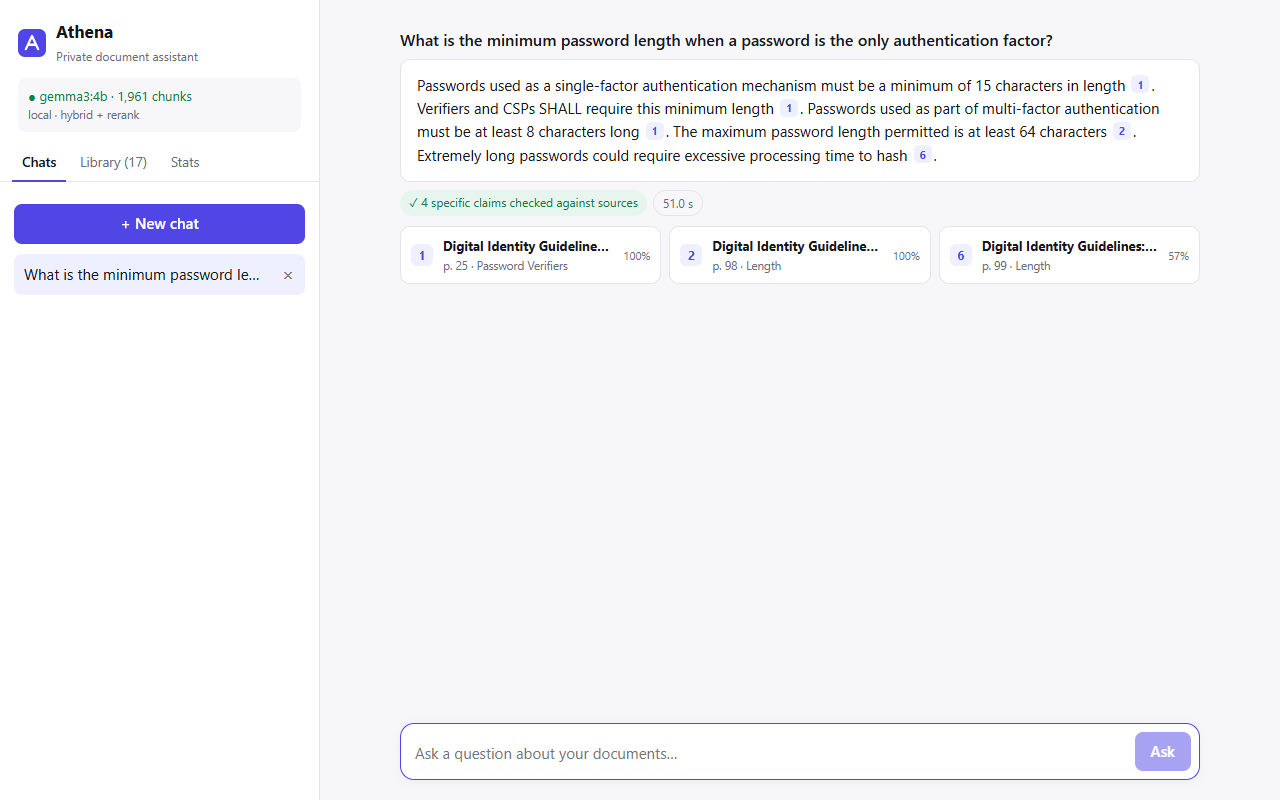 Athena
Private document assistant
● gemma3:4b · 1,961 chunks
local · hybrid + rerank
Chats
Library (17)
Stats
+ New chat
What is the minimum password le... ×
What is the minimum password length when a password is the only authentication factor?
Passwords used as a single-factor authentication mechanism must be a minimum of 15 characters in length 1 .
Verifiers and CSPs SHALL require this minimum length 1 . Passwords used as part of multi-factor authentication
must be at least 8 characters long 1 . The maximum password length permitted is at least 64 characters 2 .
Extremely long passwords could require excessive processing time to hash 6 .
✓ 4 specific claims checked against sources
51.0 s
1
Digital Identity Guideline...
p. 25 · Password Verifiers
100%
2
Digital Identity Guideline...
p. 98 · Length
100%
6
Digital Identity Guidelines:...
p. 99 · Length
57%
Ask a question about your documents...
Ask